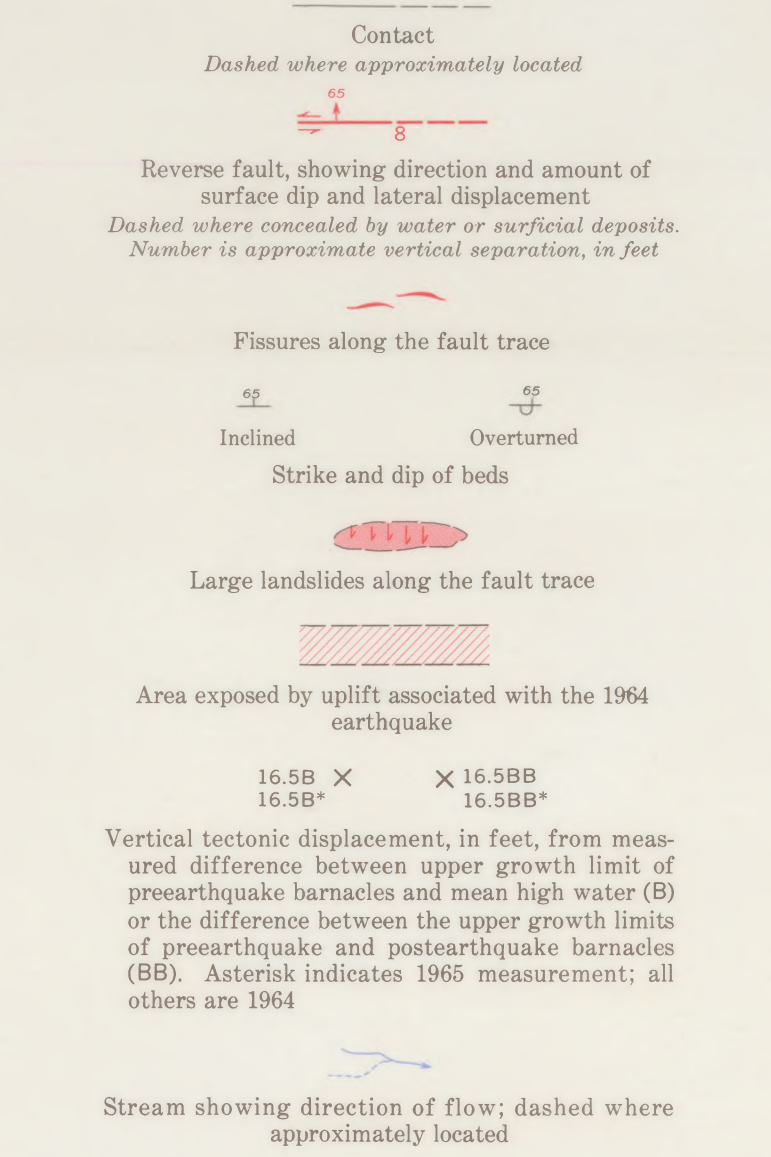 Contact
Dashed where approximately located
65
8
Reverse fault, showing direction and amount of
surface dip and lateral displacement
Dashed where concealed by water or surficial deposits.
Number is approximate vertical separation, in feet
Fissures along the fault trace
65 65
Inclined Overturned
Strike and dip of beds
Large landslides along the fault trace
Area exposed by uplift associated with the 1964
earthquake
16.5B × × 16.5BB
16.5B* 16.5BB*
Vertical tectonic displacement, in feet, from meas-
ured difference between upper growth limit of
preearthquake barnacles and mean high water (B)
or the difference between the upper growth limits
of preearthquake and postearthquake barnacles
(BB). Asterisk indicates 1965 measurement; all
others are 1964
Stream showing direction of flow; dashed where
approximately located